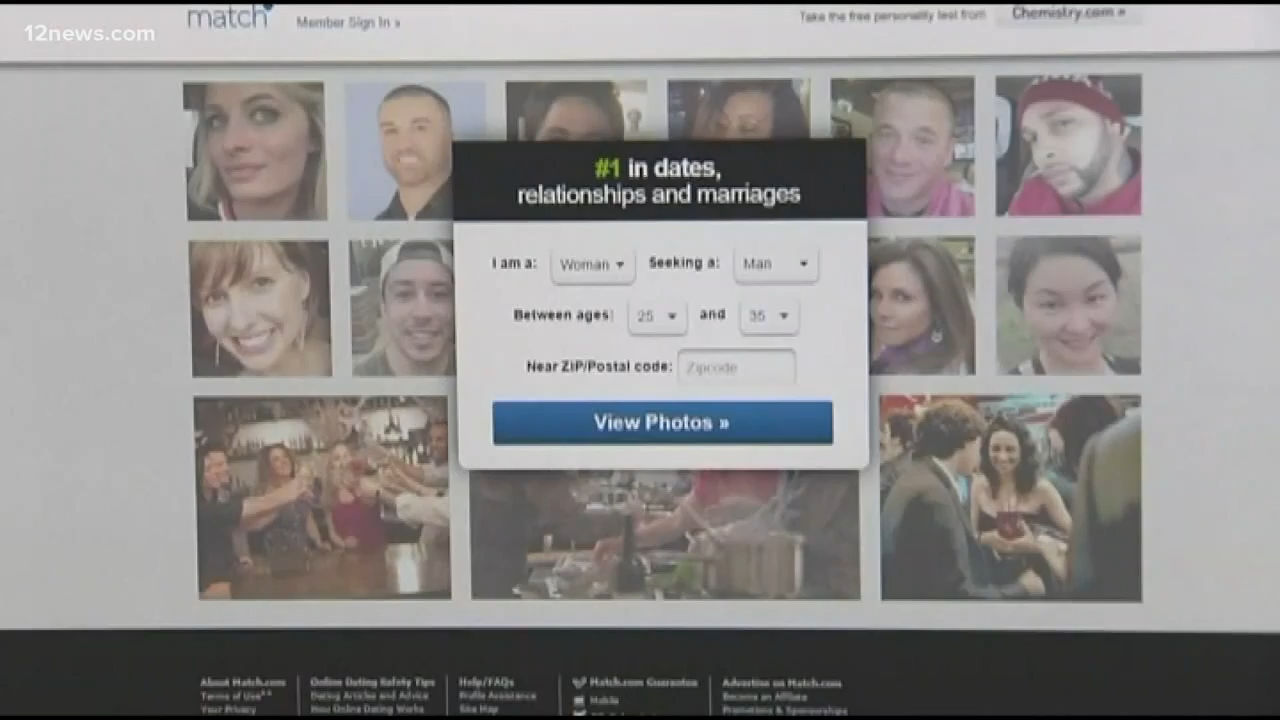 12news.com
match
Member Sign In »
Take the free personality test from
Chemistry.com »
#1 in dates,
relationships and marriages
I am a: Woman Seeking a: Man
Between ages: 25 and 35
Near ZIP/Postal code: Zipcode
View Photos »
About Match.com
Terms of Use**
Your Privacy
Online Dating Safety Tips
Dating Articles and Advice
How Online Dating Works
Help/FAQs
Profile Assistance
Site Map
Match.com Guarantee
Mobile
Advertise on Match.com
Become an Affiliate
Promotions & Sponsorships